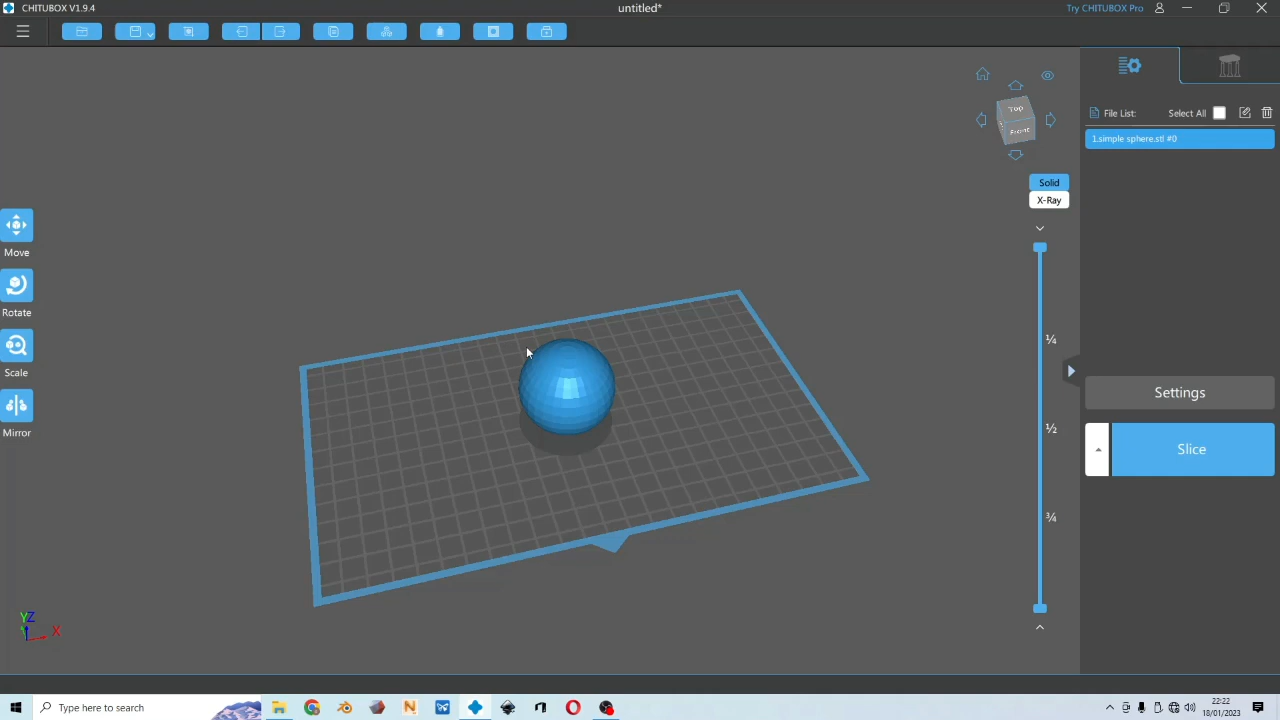 CHITUBOX V1.9.4
untitled*
Try CHITUBOX Pro
File List:
Select All
1.simple sphere.stl #0
Top
Front
Solid
X-Ray
Move
Rotate
Scale
Mirror
¼
½
¾
Settings
Slice
Y Z
X
Type here to search
22:22
18/01/2023